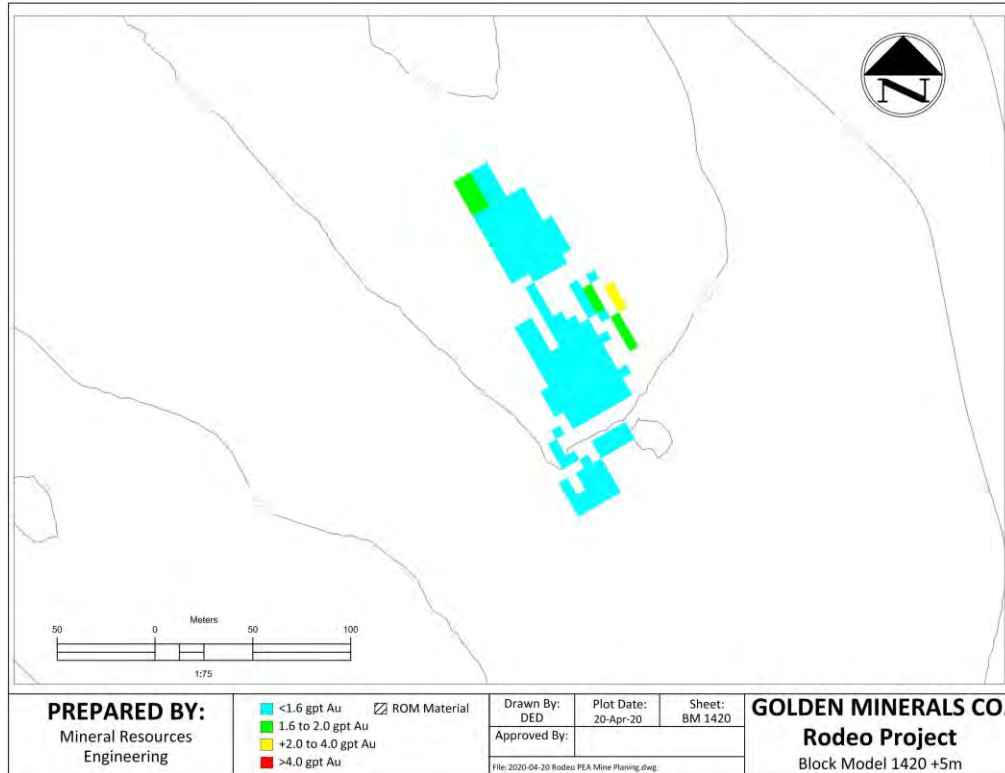 N
Meters
50 0 50 100
1:75
PREPARED BY:
Mineral Resources
Engineering
<1.6 gpt Au
ROM Material
1.6 to 2.0 gpt Au
+2.0 to 4.0 gpt Au
>4.0 gpt Au
Drawn By:
DED
Plot Date:
20-Apr-20
Sheet:
BM 1420
Approved By:
File:2020-04-20 Rodeo PEA Mine Planing.dwg
GOLDEN MINERALS CO.
Rodeo Project
Block Model 1420 +5m